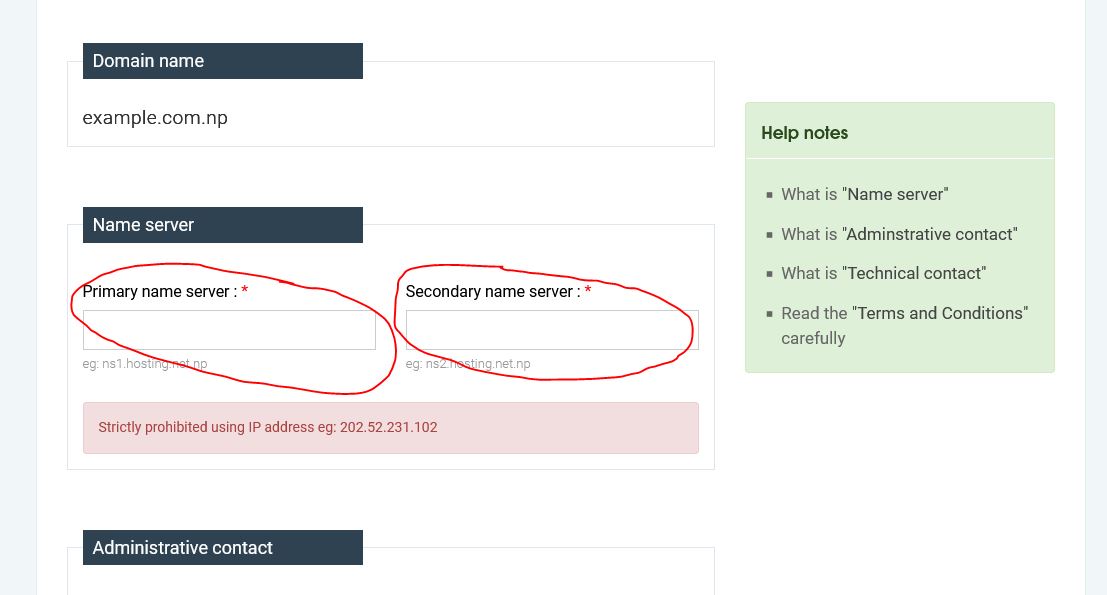 Domain name
example.com.np
Name server
Primary name server : *
Secondary name server : *
eg: ns1.hosting.net.np
eg: ns2.hosting.net.np
Strictly prohibited using IP address eg: 202.52.231.102
Administrative contact
Help notes
What is "Name server"
What is "Adminstrative contact"
What is "Technical contact"
Read the "Terms and Conditions"
carefully